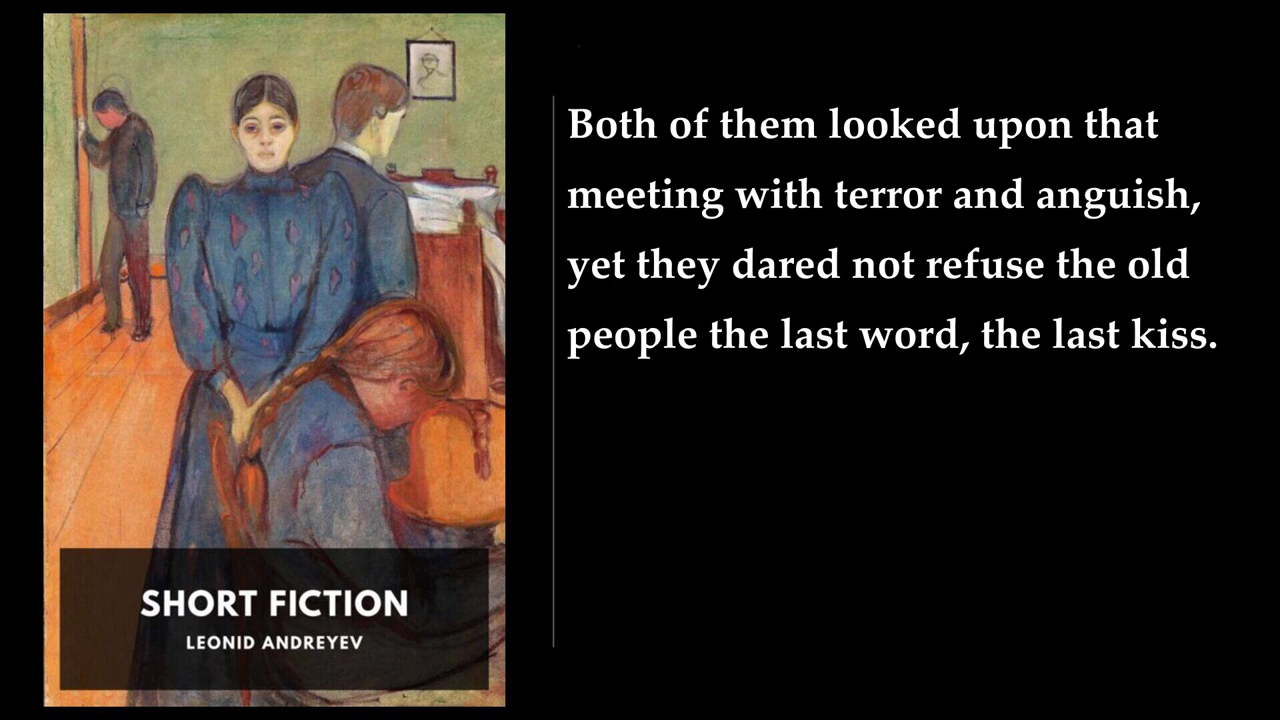 Both of them looked upon that
meeting with terror and anguish,
yet they dared not refuse the old
people the last word, the last kiss.
SHORT FICTION
LEONID ANDREYEV